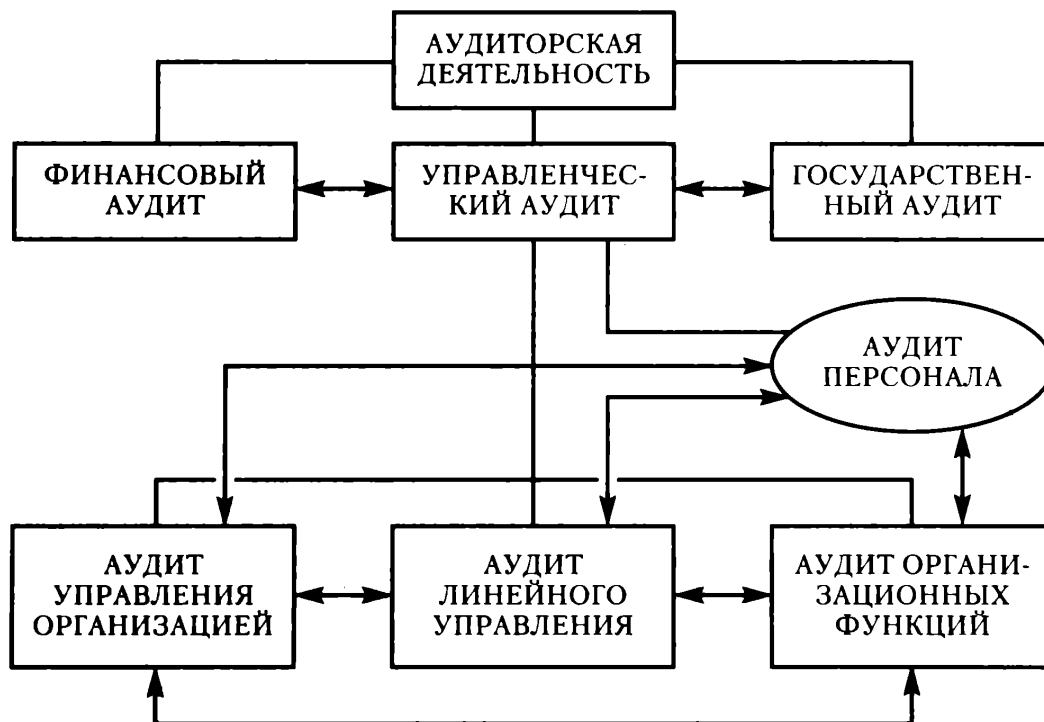 АУДИТОРСКАЯ
ДЕЯТЕЛЬНОСТЬ
ФИНАНСОВЫЙ
АУДИТ
УПРАВЛЕНЧЕС-
КИЙ АУДИТ
ГОСУДАРСТВЕН-
НЫЙ АУДИТ
АУДИТ
ПЕРСОНАЛА
АУДИТ
УПРАВЛЕНИЯ
ОРГАНИЗАЦИЕЙ
АУДИТ
ЛИНЕЙНОГО
УПРАВЛЕНИЯ
АУДИТ ОРГАНИ-
ЗАЦИОННЫХ
ФУНКЦИЙ